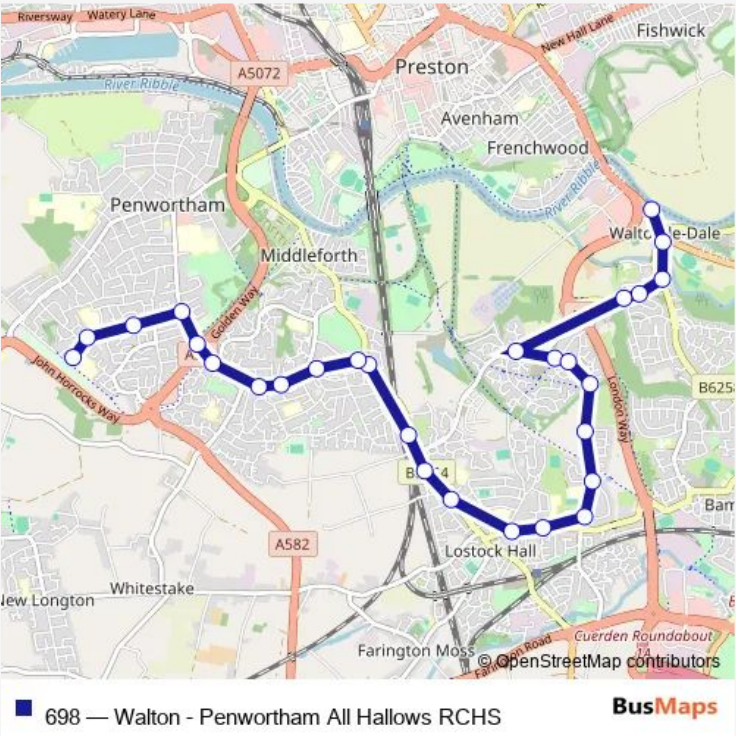 Riversway
Watery Lane
New Hall Lane
Fishwick
A5072
Preston
River Ribble
Avenham
Frenchwood
River Ribble
Penwortham
Middleforth
Golden Way
John Horrocks Way
London Way
B625
Lostock Hall
A582
Whitestake
New Longton
Farington Moss
Cuerden Roundabout
1A
© OpenStreetMap contributors
698 — Walton - Penwortham All Hallows RCHS
BusMaps